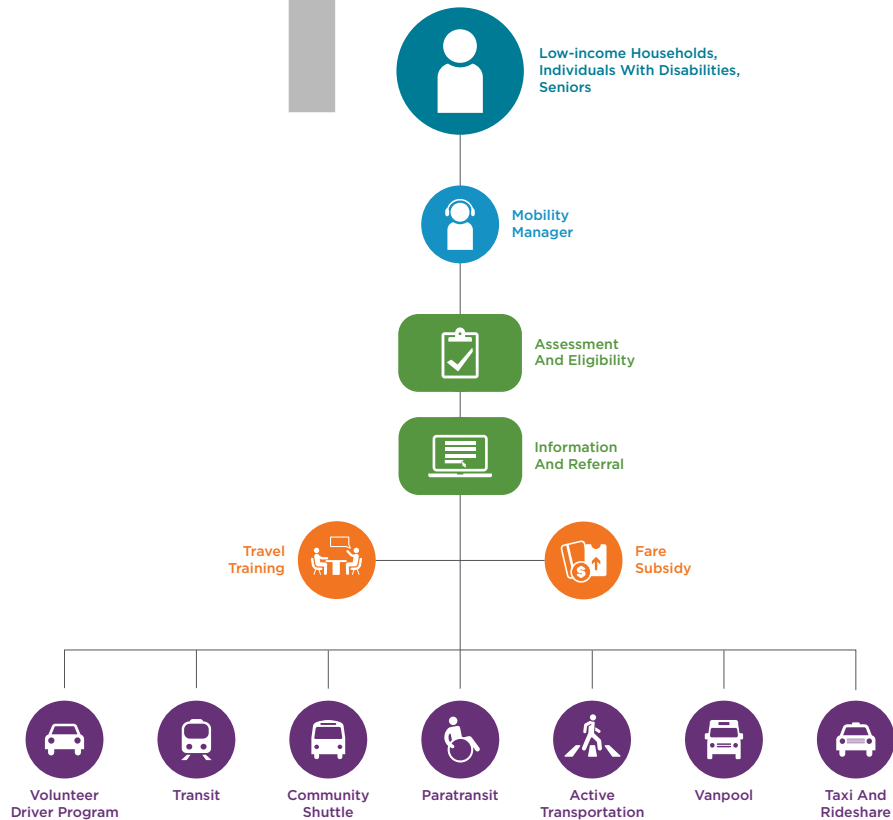 Low-income Households,
Individuals With Disabilities,
Seniors
Mobility
Manager
Assessment
And Eligibility
Information
And Referral
Travel
Training
Fare
Subsidy
$
Volunteer
Driver Program
Transit
Community
Shuttle
Paratransit
Active
Transportation
Vanpool
Taxi And
Rideshare